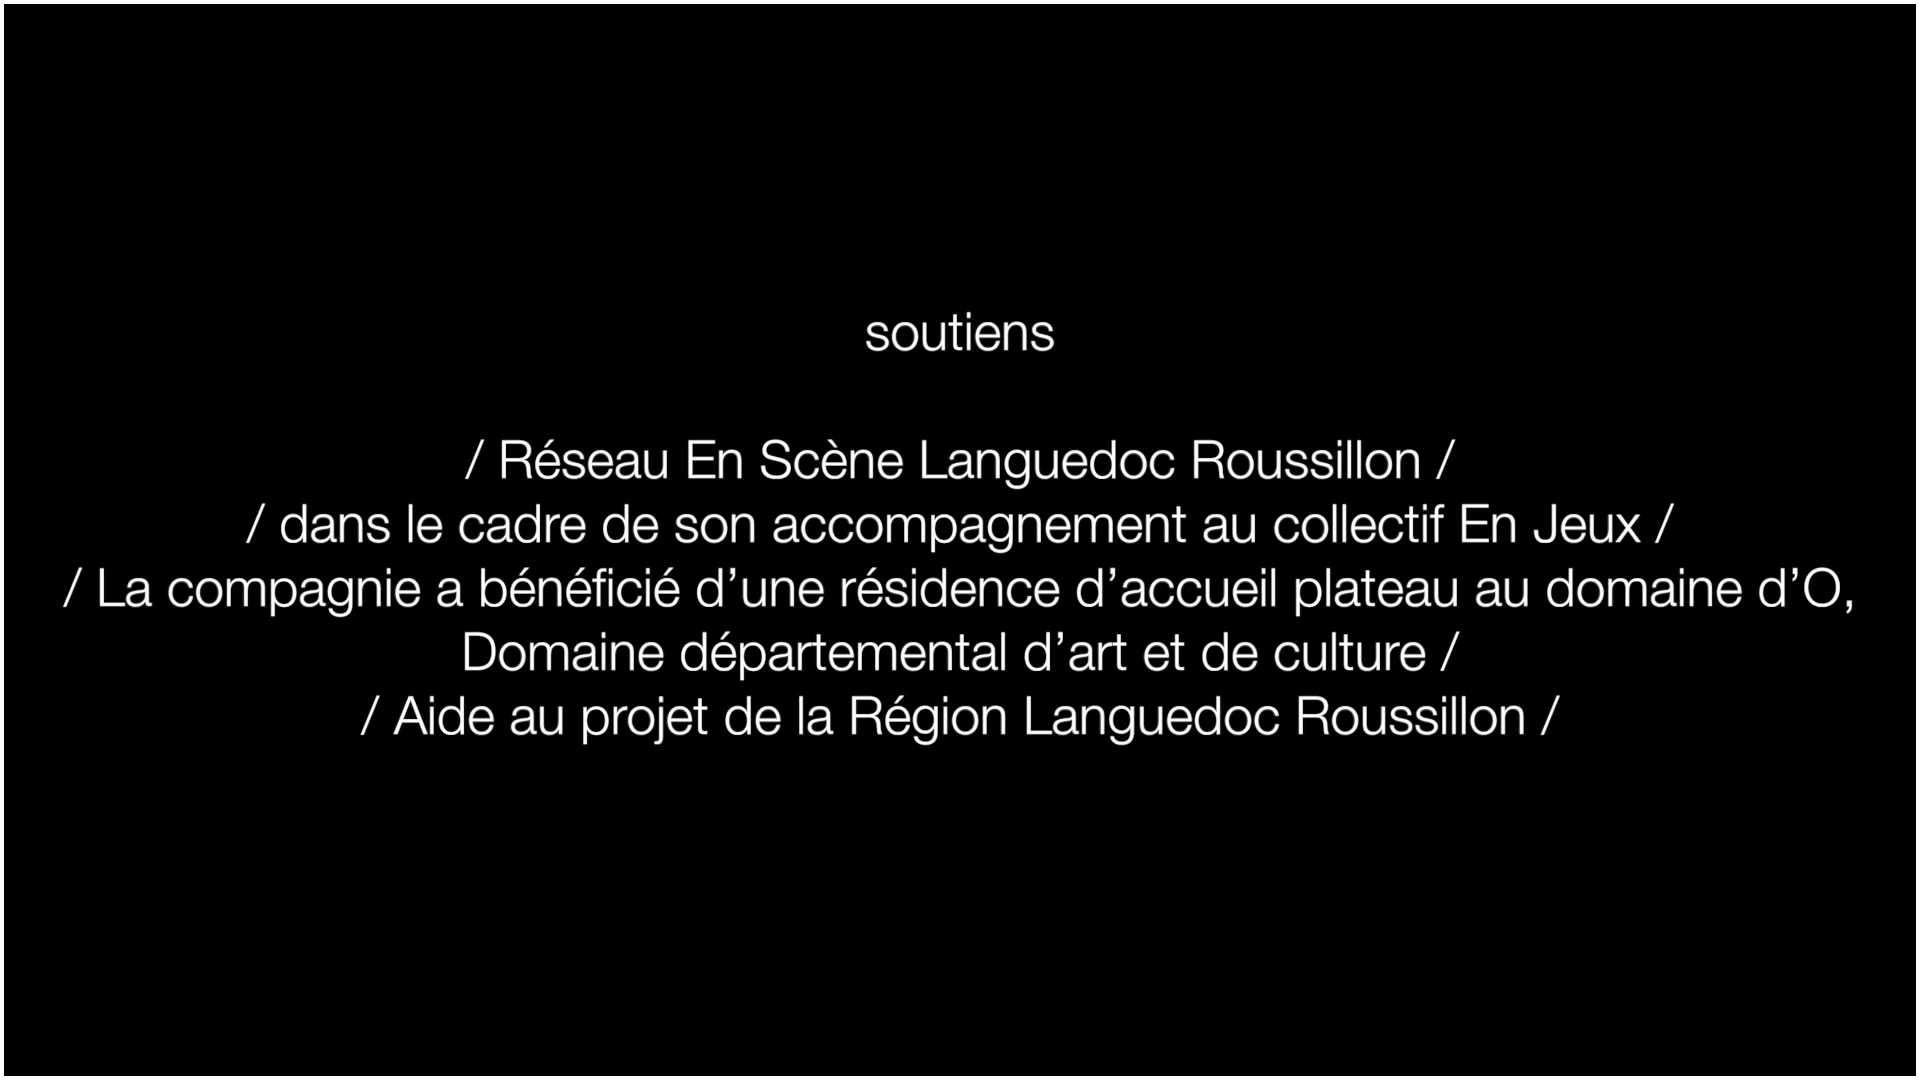 soutiens
/ Réseau En Scène Languedoc Roussillon /
/ dans le cadre de son accompagnement au collectif En Jeux /
/ La compagnie a bénéficié d’une résidence d’accueil plateau au domaine d’O,
Domaine départemental d’art et de culture /
/ Aide au projet de la Région Languedoc Roussillon /